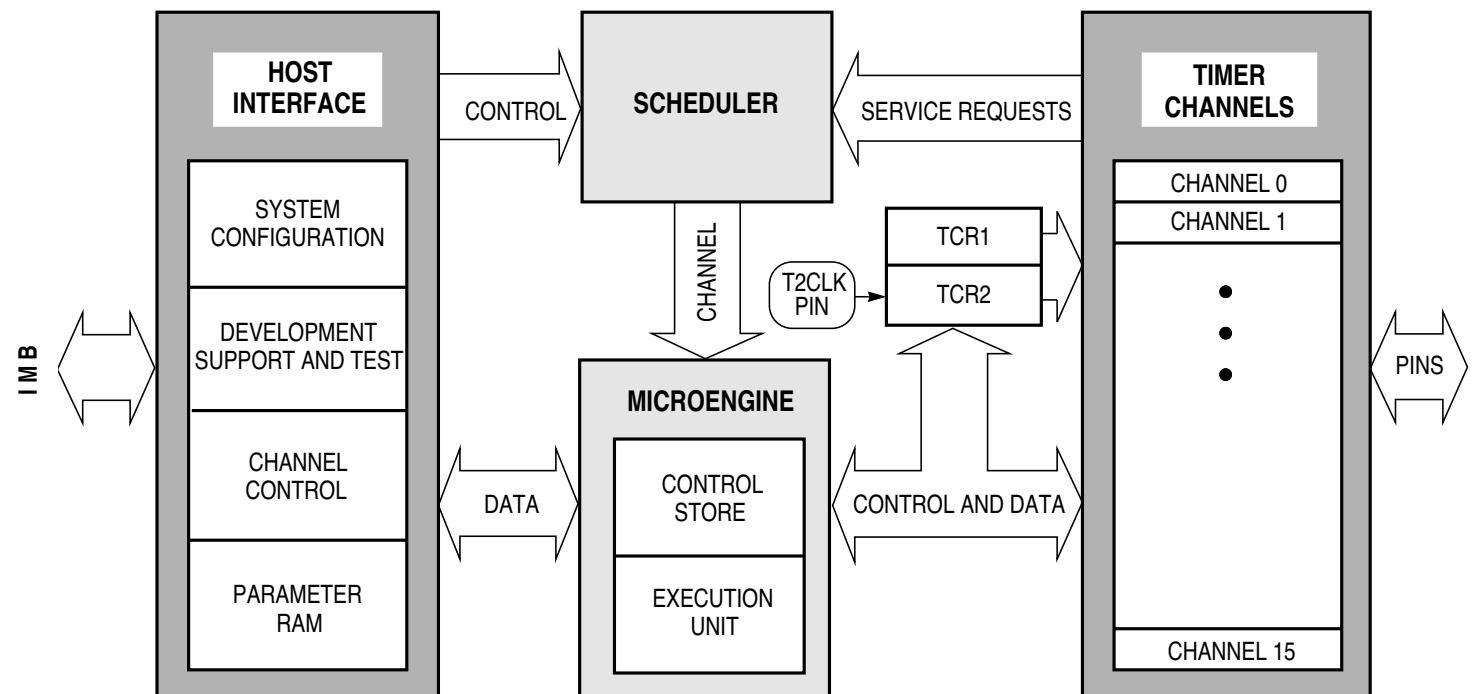 HOST
INTERFACE
CONTROL
SCHEDULER
SERVICE REQUESTS
TIMER
CHANNELS
SYSTEM
CONFIGURATION
DEVELOPMENT
SUPPORT AND TEST
CHANNEL
CONTROL
PARAMETER
RAM
IMB
CHANNEL
T2CLK
PIN
TCR1
TCR2
CHANNEL 0
CHANNEL 1
CHANNEL 15
PINS
MICROENGINE
CONTROL
STORE
EXECUTION
UNIT
DATA
CONTROL AND DATA